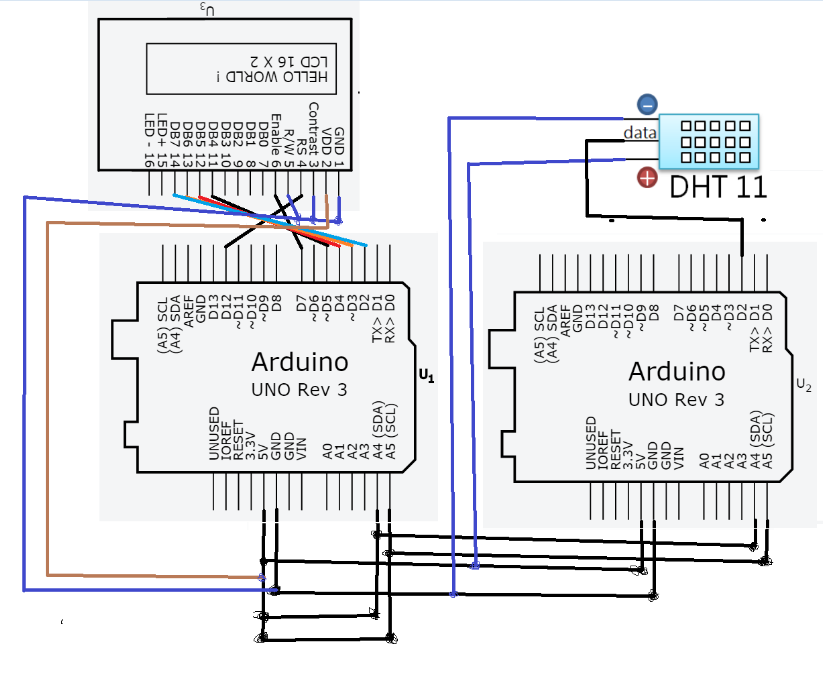 U3
LCD 16 X 2
HELLO WORLD !
LED - 16
LED+ 15
DB7 14
DB6 13
DB5 12
DB4 11
DB3 10
DB2 9
DB1 8
DB0 7
Enable 6
R/W 5
RS 4
Contrast 3
VDD 2
GND 1
data
DHT 11
(A5) SCL
(A4) SDA
AREF
GND
D13
D12
~D11
~D10
~D9
D8
D7
~D6
~D5
D4
~D3
D2
TX> D1
RX> D0
Arduino
UNO Rev 3
U1
UNUSED
IOREF
RESET
3.3V
5V
GND
GND
VIN
A0
A1
A2
A3
A4 (SDA)
A5 (SCL)
(A5) SCL
(A4) SDA
AREF
GND
D13
D12
~D11
~D10
~D9
D8
D7
~D6
~D5
D4
~D3
D2
TX> D1
RX> D0
Arduino
UNO Rev 3
U2
UNUSED
IOREF
RESET
3.3V
5V
GND
GND
VIN
A0
A1
A2
A3
A4 (SDA)
A5 (SCL)